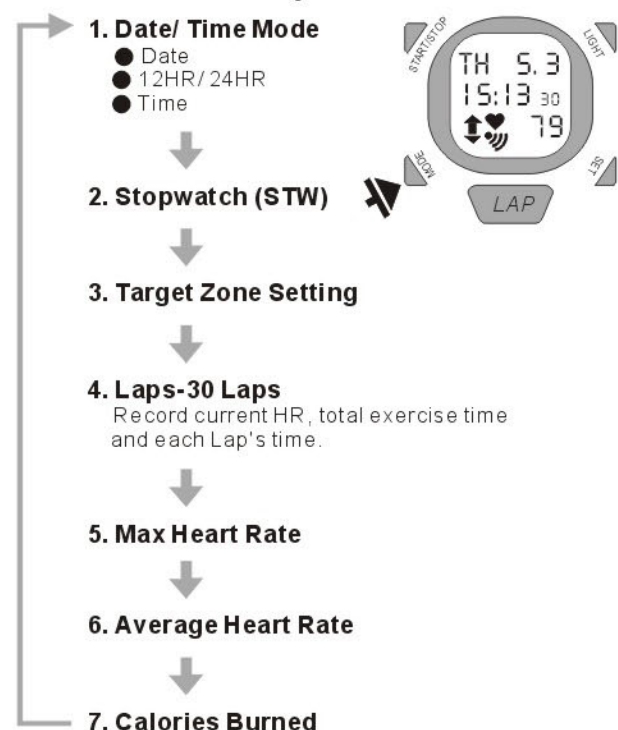 1. Date/ Time Mode
● Date
● 12HR/ 24HR
● Time
2. Stopwatch (STW)
3. Target Zone Setting
4. Laps-30 Laps
Record current HR, total exercise time
and each Lap's time.
5. Max Heart Rate
6. Average Heart Rate
7. Calories Burned
START/STOP
LIGHT
TH 5. 3
15:13 30
79
MODE
SET
LAP